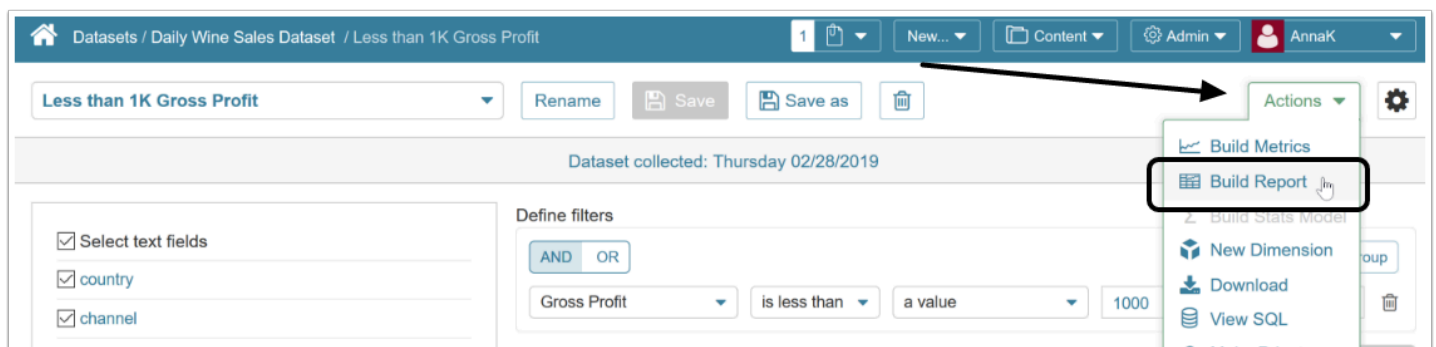 Datasets / Daily Wine Sales Dataset / Less than 1K Gross Profit
1
New...
Content
Admin
AnnaK
Less than 1K Gross Profit
Rename
Save
Save as
Actions
Build Metrics
Dataset collected: Thursday 02/28/2019
Build Report
Define filters
Build Stats Model
Select text fields
AND OR
New Dimension
country
Download
Gross Profit
is less than
a value
1000
channel
View SQL